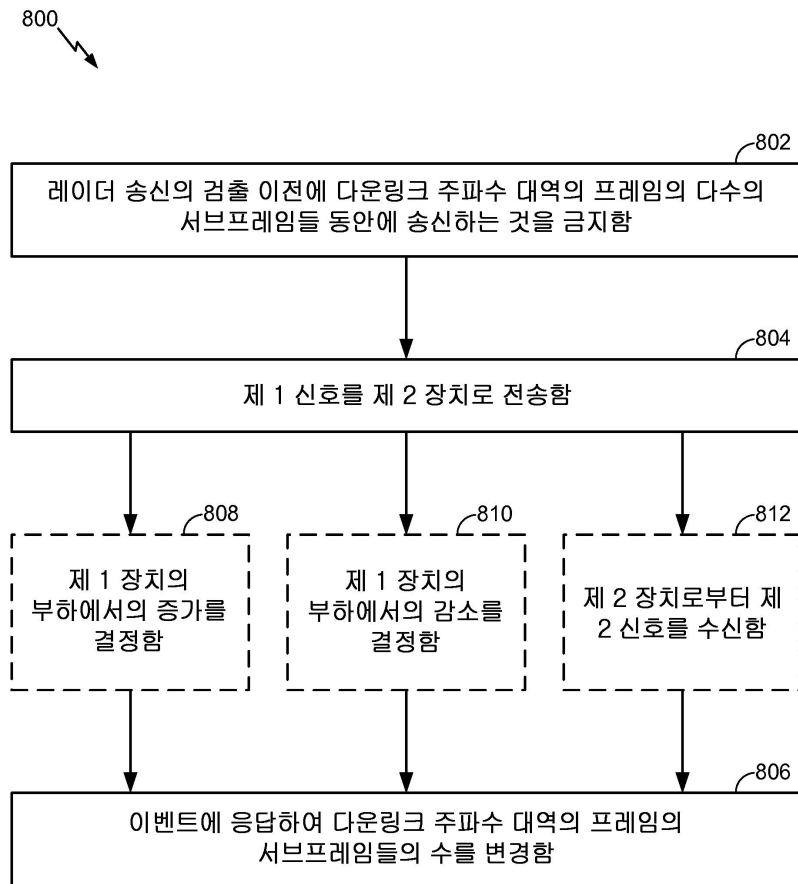 800
802
레이더 송신의 검출 이전에 다운링크 주파수 대역의 프레임의 다수의
서브프레임들 동안에 송신하는 것을 금지함
804
제 1 신호를 제 2 장치로 전송함
808
제 1 장치의
부하에서의 증가를
결정함
810
제 1 장치의
부하에서의 감소를
결정함
812
제 2 장치로부터 제
2 신호를 수신함
806
이벤트에 응답하여 다운링크 주파수 대역의 프레임의
서브프레임들의 수를 변경함